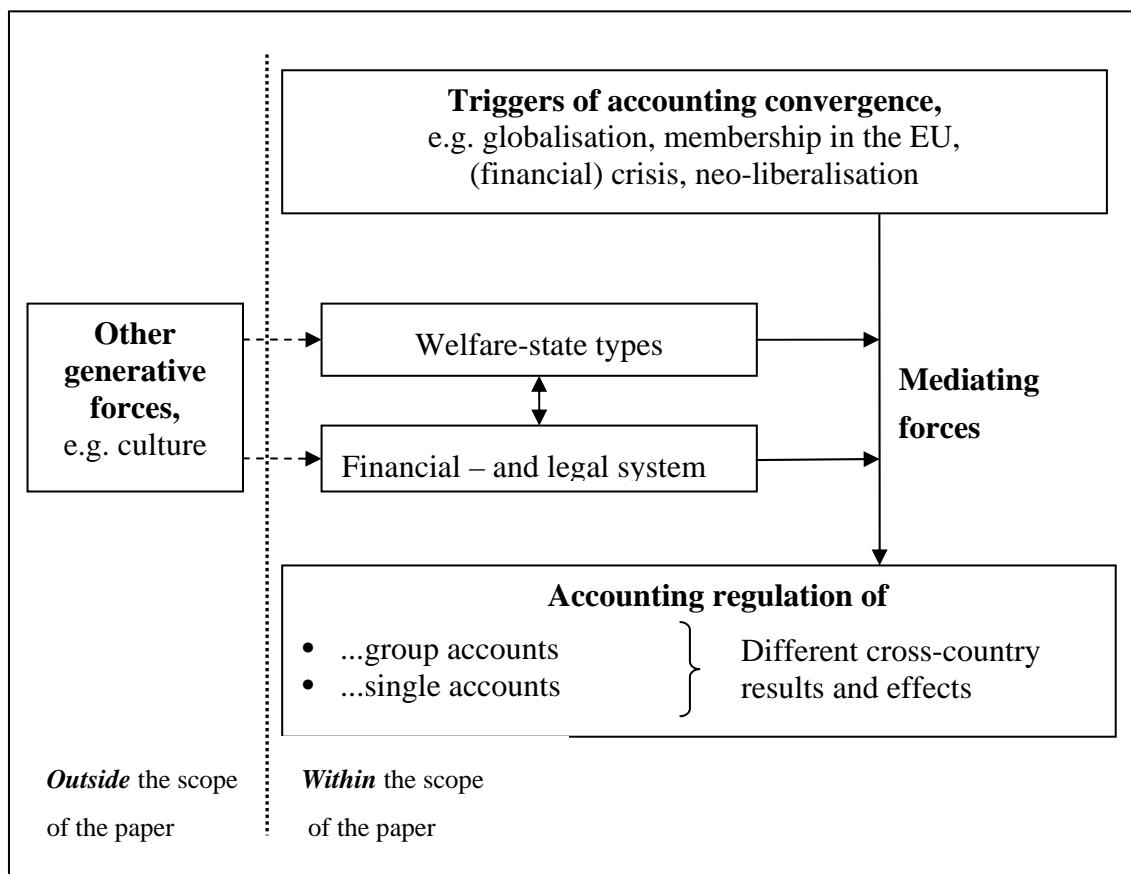 Triggers of accounting convergence,
e.g. globalisation, membership in the EU,
(financial) crisis, neo-liberalisation
Other
generative
forces,
e.g. culture
Welfare-state types
Financial – and legal system
Mediating
forces
Accounting regulation of
• ...group accounts
• ...single accounts
Different cross-country
results and effects
Outside the scope
of the paper
Within the scope
of the paper